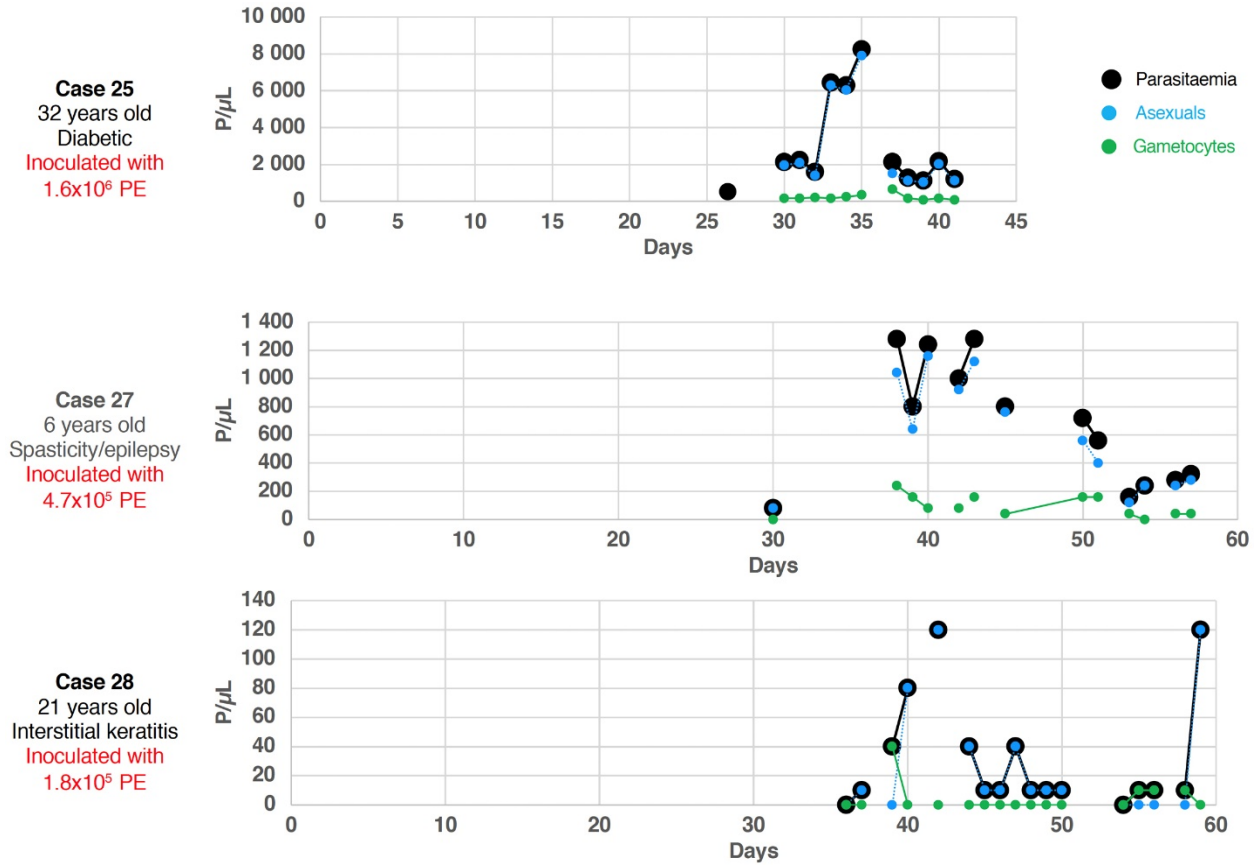 Case 25
32 years old
Diabetic
Inoculated with
1.6x10⁶ PE
10 000
8 000
6 000
4 000
2 000
0
P/µL
0 5 10 15 20 25 30 35 40 45
Days
Parasitaemia
Asexuals
Gametocytes
Case 27
6 years old
Spasticity/epilepsy
Inoculated with
4.7x10⁵ PE
1 400
1 200
1 000
800
600
400
200
0
P/µL
0 10 20 30 40 50 60
Days
Case 28
21 years old
Interstitial keratitis
Inoculated with
1.8x10⁵ PE
140
120
100
80
60
40
20
0
P/µL
0 10 20 30 40 50 60
Days